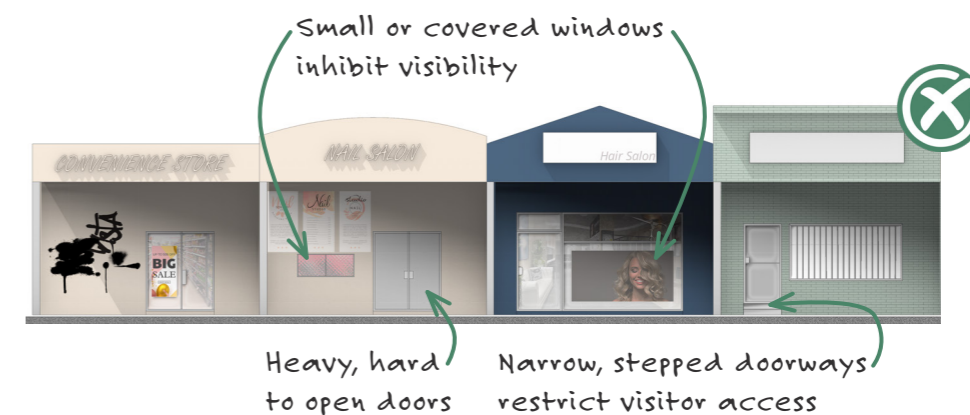 Small or covered windows
inhibit visibility
CONVENIENCE STORE
NAIL SALON
Hair Salon
Nail
BIG
SALE
Heavy, hard
to open doors
Narrow, stepped doorways
restrict visitor access